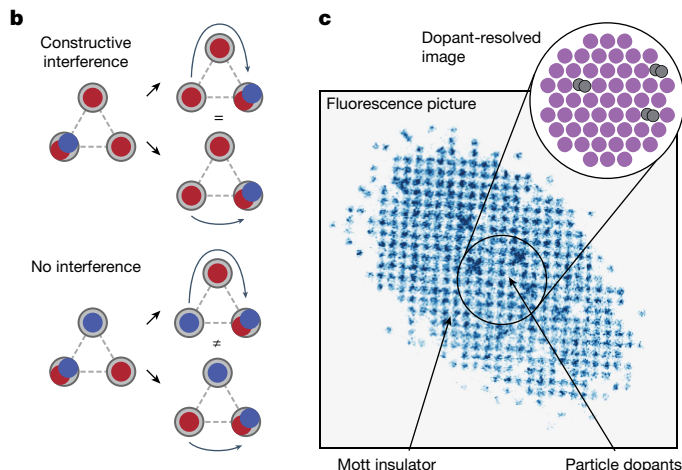 b
Constructive
interference
=
No interference
≠
c
Dopant-resolved
image
Fluorescence picture
Mott insulator
Particle dopants